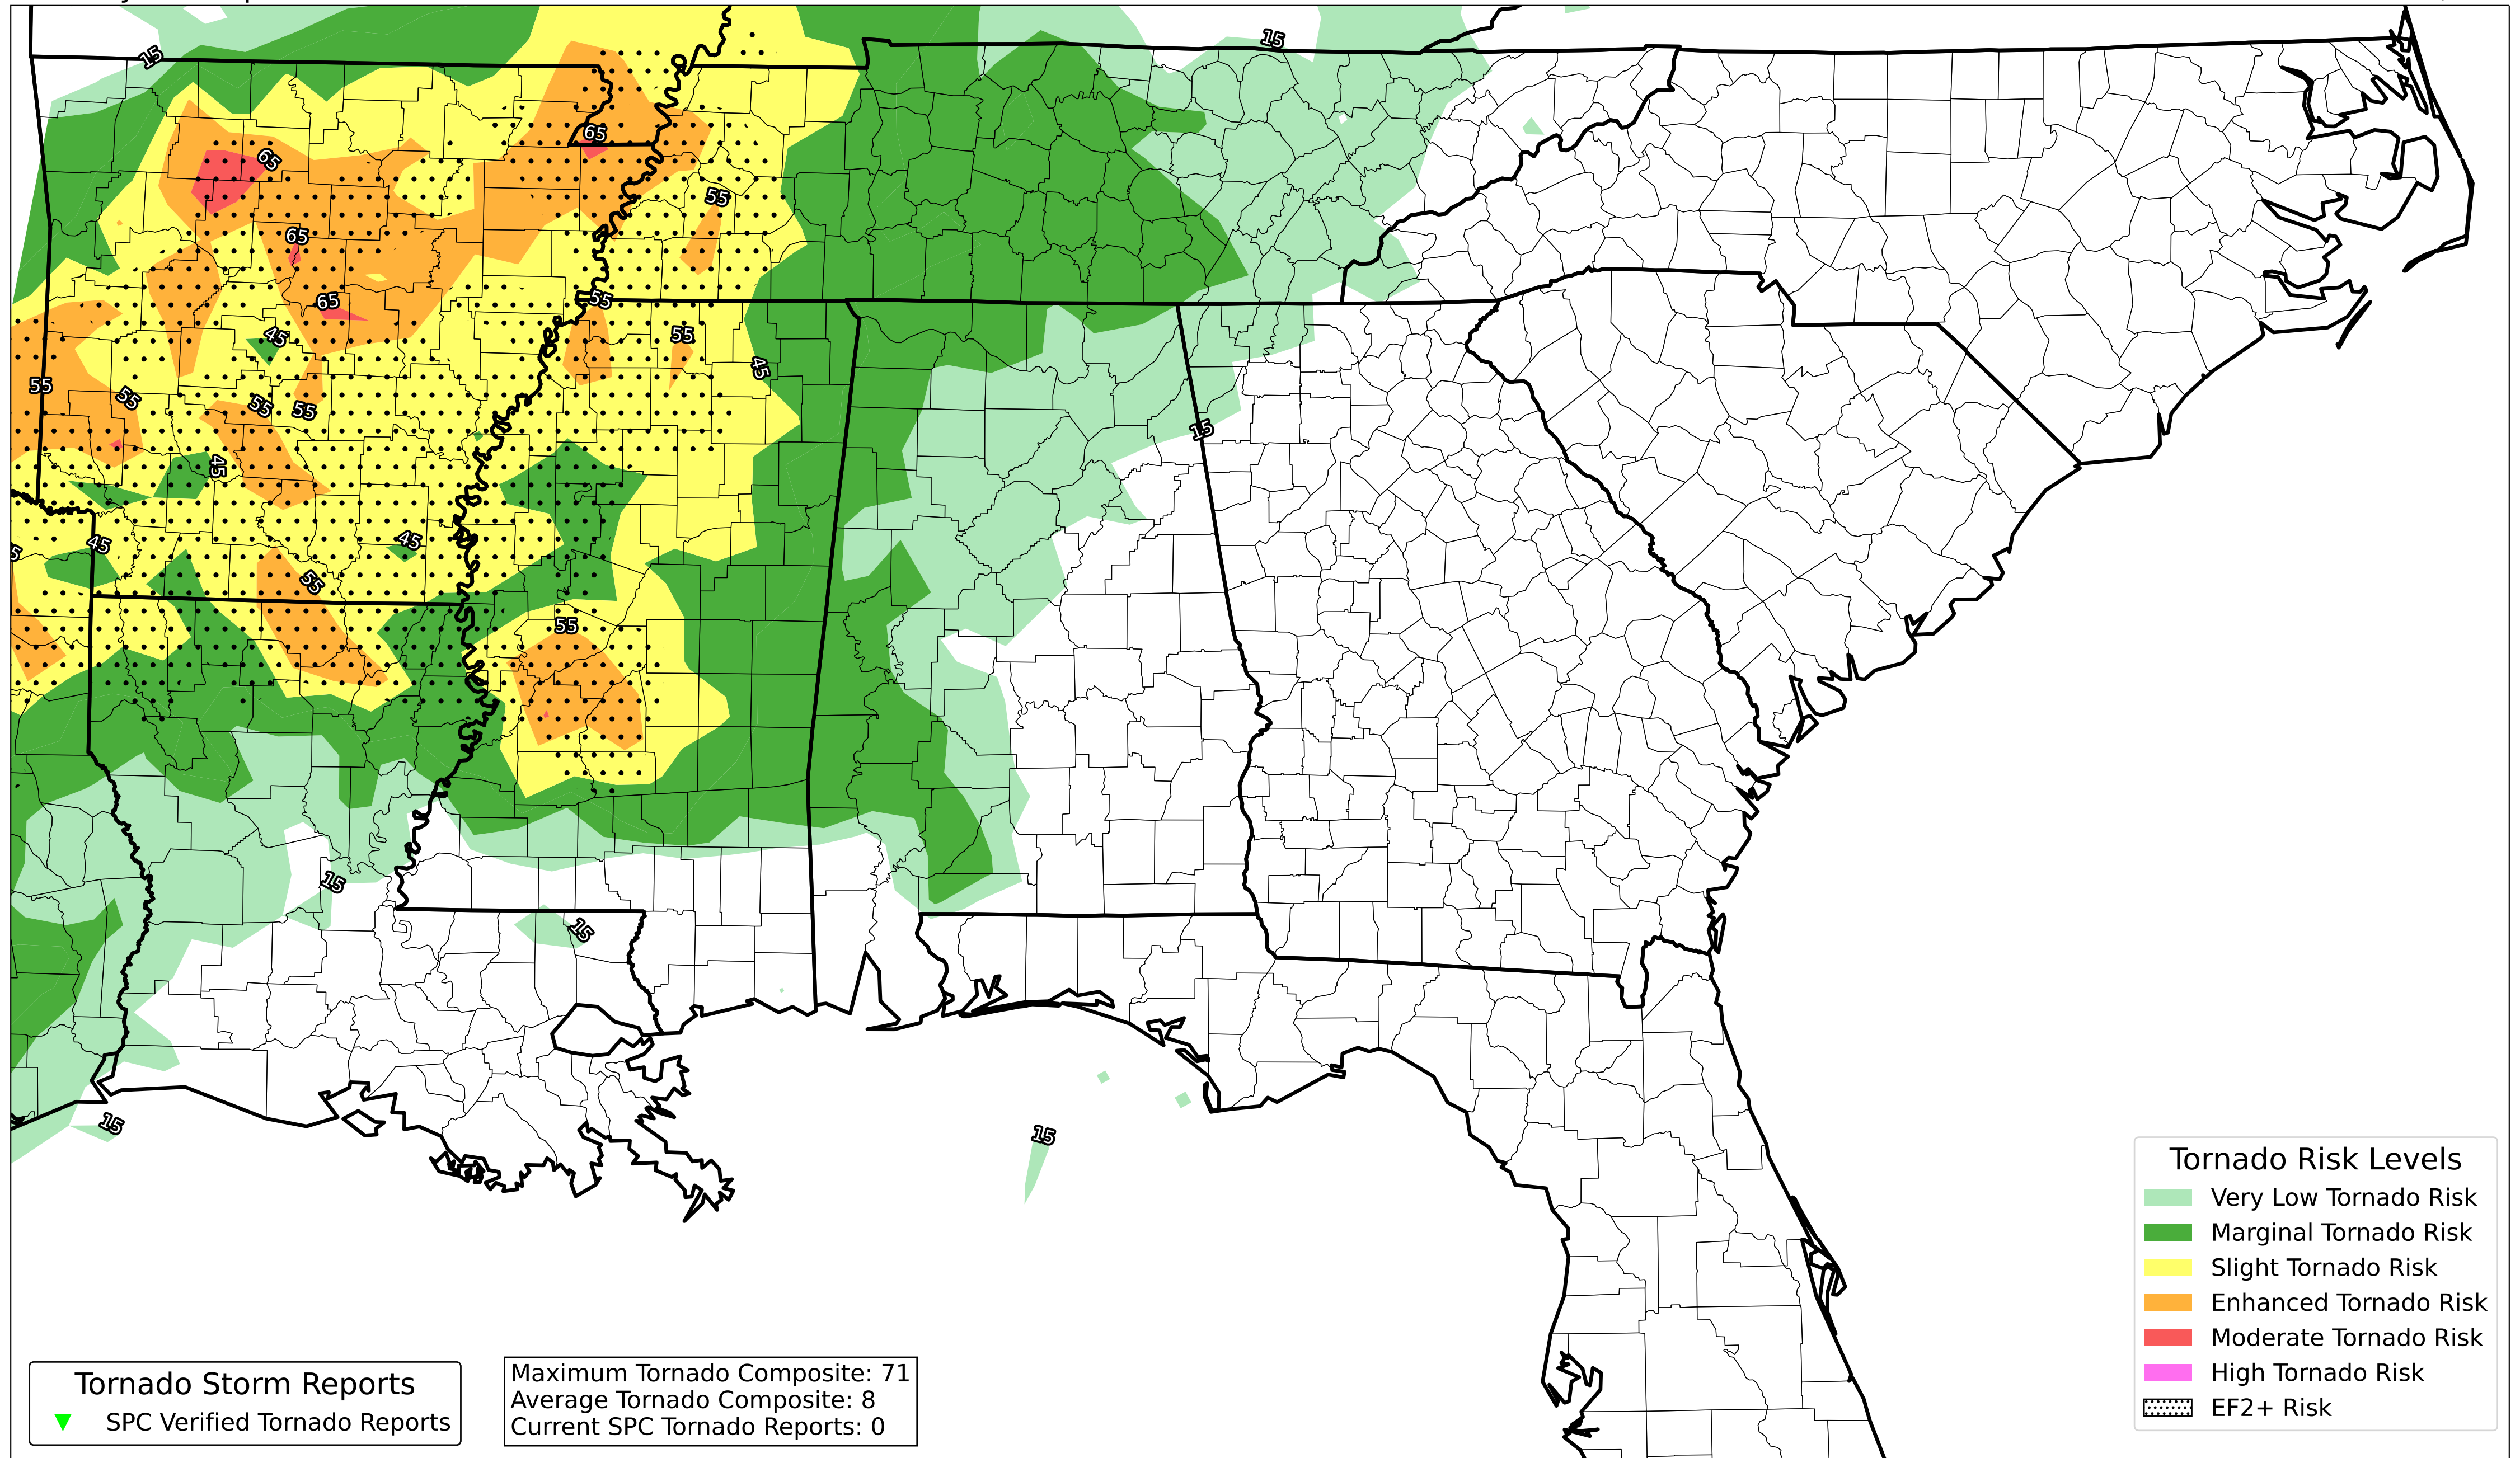 15
15
65
65
55
65
65
55
45
55
45
55
55
55
55
15
45
45
45
55
55
15
15
15
15
Tornado Risk Levels
Very Low Tornado Risk
Marginal Tornado Risk
Slight Tornado Risk
Enhanced Tornado Risk
Moderate Tornado Risk
High Tornado Risk
EF2+ Risk
Tornado Storm Reports
SPC Verified Tornado Reports
Maximum Tornado Composite: 71
Average Tornado Composite: 8
Current SPC Tornado Reports: 0